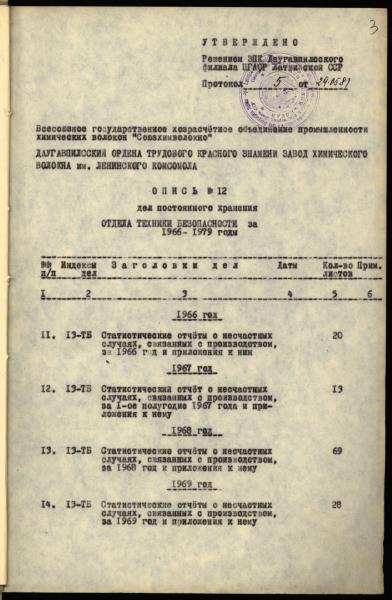 3
УТВЕРЖДЕНО
Решением ЭПК Даугавпилсского
филиала ЦГАОР Латвийской ССР
Протокол 5 от 24.05.81
Всесоюзное государственное хозрасчётное объединение промышленности
химических волокон "Союзхимволокно"
ДАУГАВПИЛССКИЙ ОРДЕНА ТРУДОВОГО КРАСНОГО ЗНАМЕНИ ЗАВОД ХИМИЧЕСКОГО
ВОЛОКНА им. ЛЕНИНСКОГО КОМСОМОЛА
ОПИСЬ № 12
дел постоянного хранения
ОТДЕЛА ТЕХНИКИ БЕЗОПАСНОСТИ за
1966-1979 годы
№№ Индексы Заголовки дел Даты Кол-во Прим.
п/п дел листов
1 2 3 4 5 6
1966 год
11. 13-ТБ Статистические отчёты о несчастных 20
случаях, связанных с производством,
за 1966 год и приложения к ним
1967 год
12. 13-ТБ Статистический отчёт о несчастных 13
случаях, связанных с производством,
за 1-ое полугодие 1967 года и при-
ложения к нему
1968 год
13. 13-ТБ Статистические отчёты о несчастных 69
случаях, связанных с производством,
за 1968 год и приложения к нему
1969 год
14. 13-ТБ Статистические отчёты о несчастных 28
случаях, связанных с производством,
за 1969 год и приложения к нему